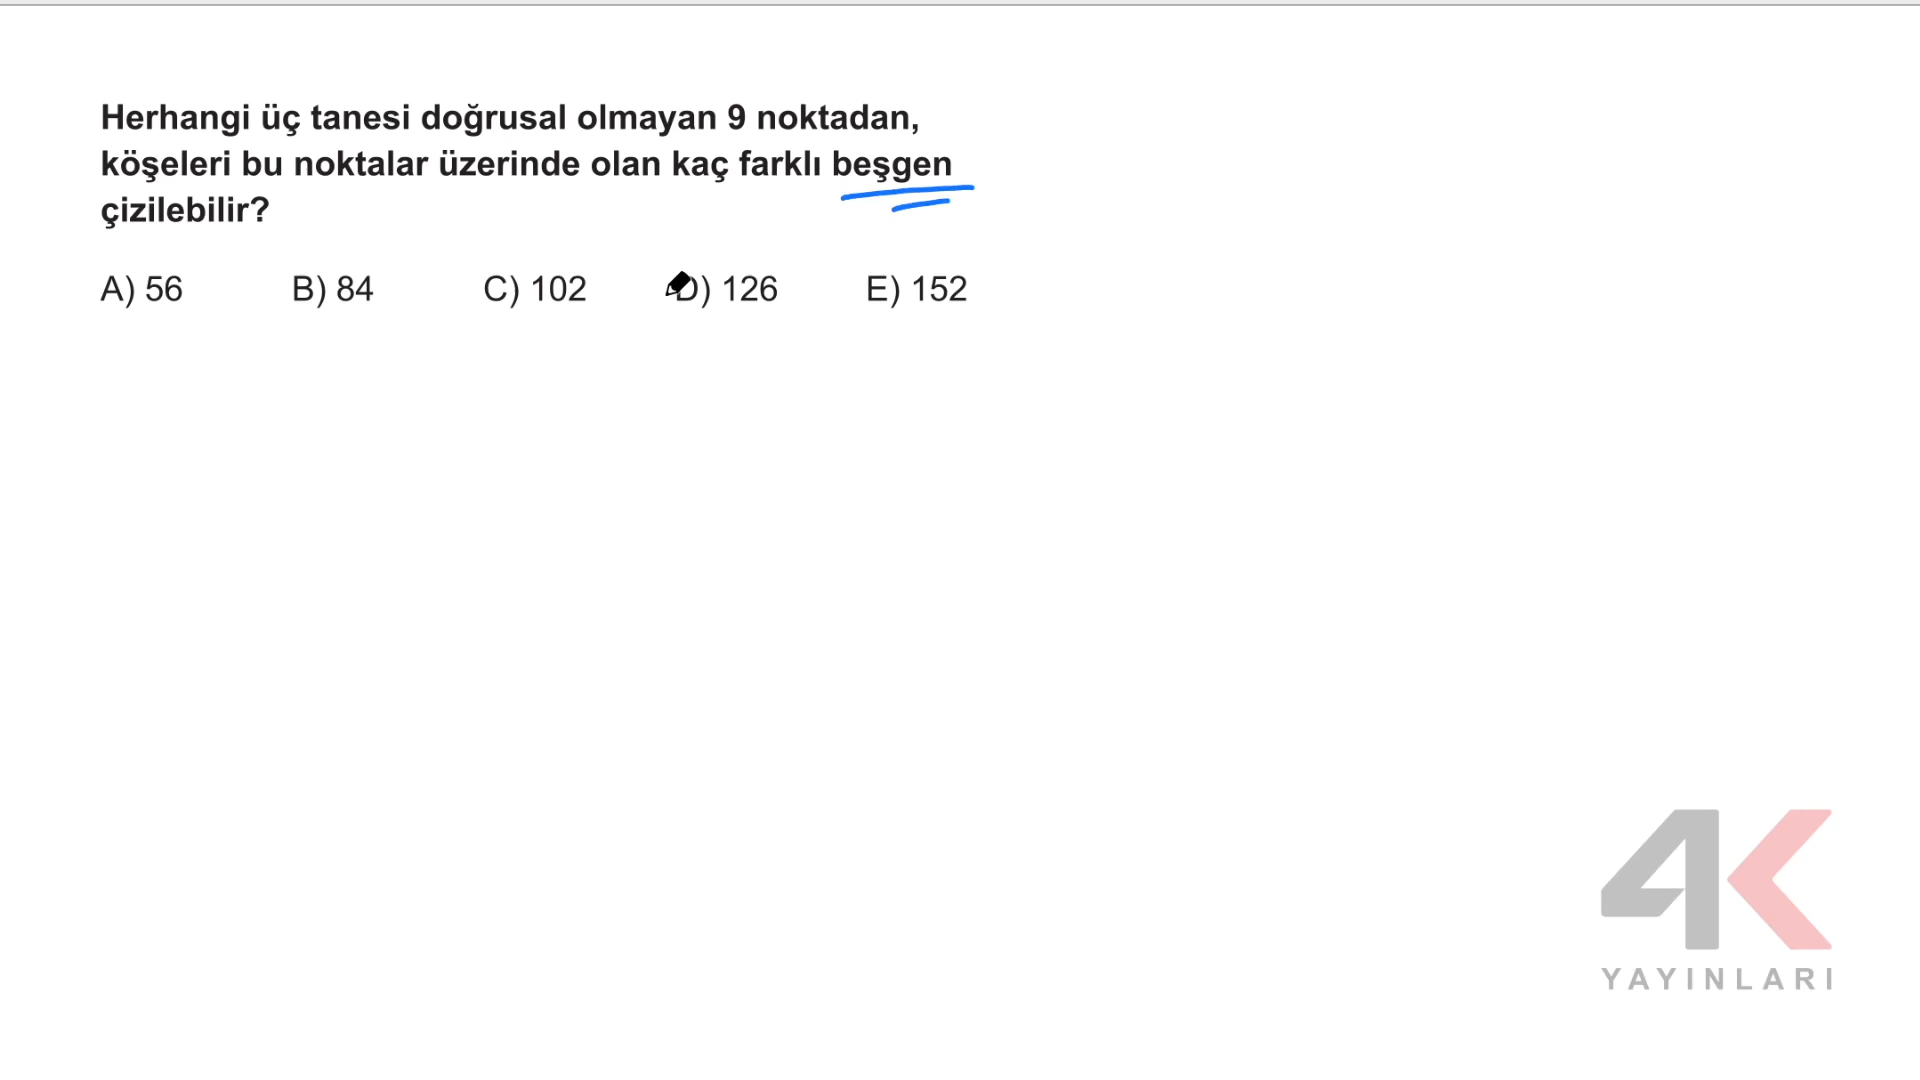 Herhangi üç tanesi doğrusal olmayan 9 noktadan,
köşeleri bu noktalar üzerinde olan kaç farklı beşgen
çizilebilir?
A) 56 B) 84 C) 102 D) 126 E) 152
4K
YAYINLARI